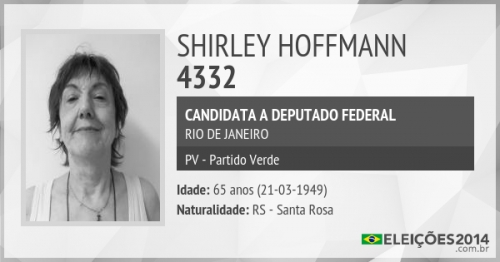 SHIRLEY HOFFMANN
4332
CANDIDATA A DEPUTADO FEDERAL
RIO DE JANEIRO
PV - Partido Verde
Idade: 65 anos (21-03-1949)
Naturalidade: RS - Santa Rosa
ELEIÇÕES2014
.com.br